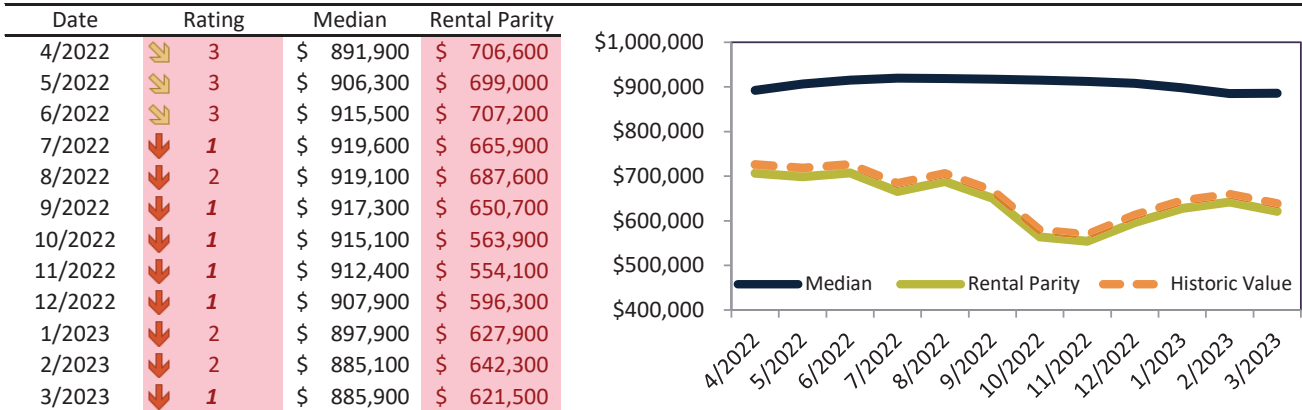 Date Rating Median Rental Parity
4/2022 3 $ 891,900 $ 706,600
5/2022 3 $ 906,300 $ 699,000
6/2022 3 $ 915,500 $ 707,200
7/2022 1 $ 919,600 $ 665,900
8/2022 2 $ 919,100 $ 687,600
9/2022 1 $ 917,300 $ 650,700
10/2022 1 $ 915,100 $ 563,900
11/2022 1 $ 912,400 $ 554,100
12/2022 1 $ 907,900 $ 596,300
1/2023 2 $ 897,900 $ 627,900
2/2023 2 $ 885,100 $ 642,300
3/2023 1 $ 885,900 $ 621,500
$1,000,000
$900,000
$800,000
$700,000
$600,000
$500,000
$400,000
Median Rental Parity Historic Value
4/2022 5/2022 6/2022 7/2022 8/2022 9/2022 10/2022 11/2022 12/2022 1/2023 2/2023 3/2023